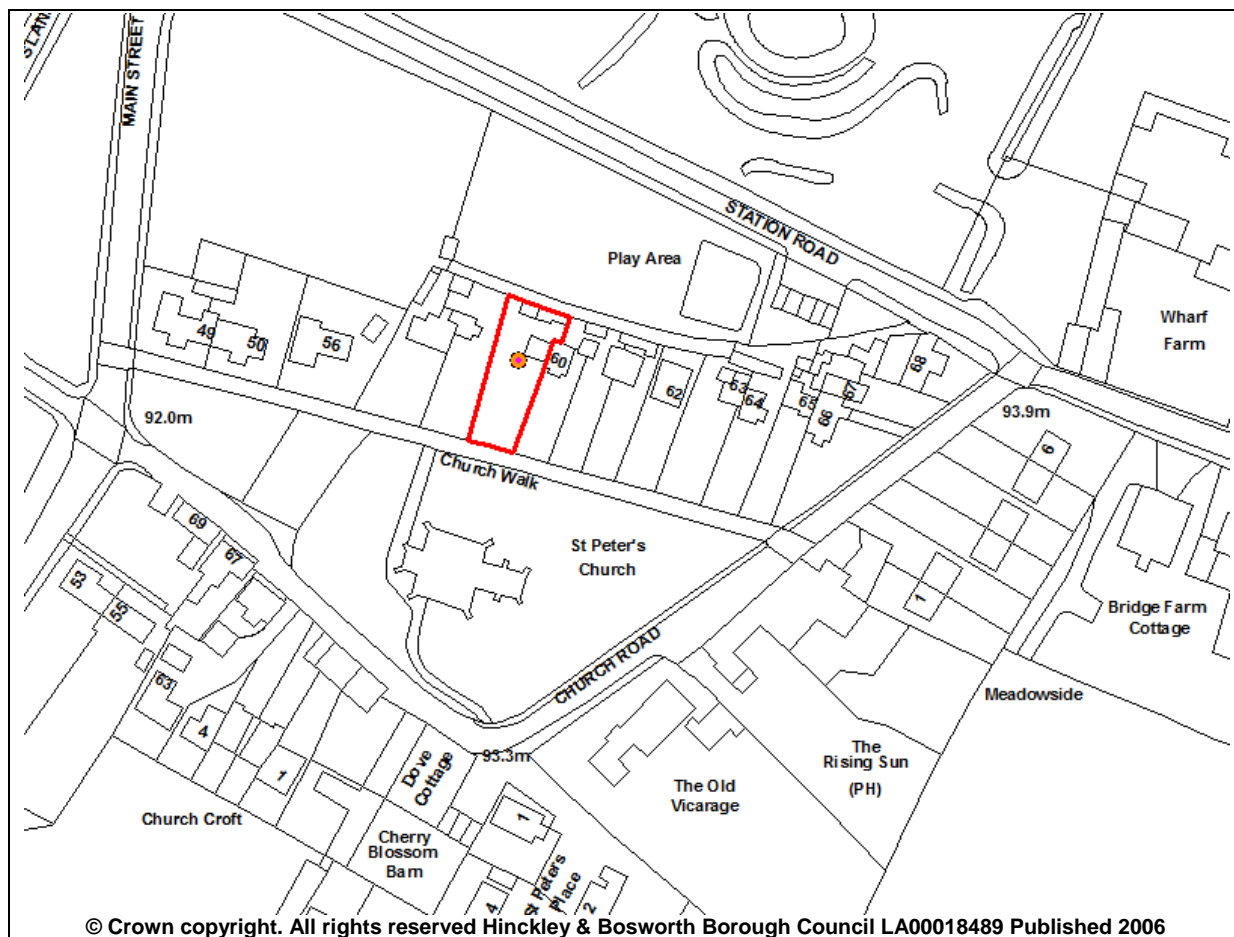 MAIN STREET
STATION ROAD
Play Area
49
50
56
60
62
63
64
65
66
67
68
Wharf
Farm
92.0m
93.9m
Church Walk
6
69
67
St Peter's
Church
53
55
1
Bridge Farm
Cottage
63
CHURCH ROAD
Meadowside
4
1
93.3m
Dove
Cottage
The
Rising Sun
(PH)
The Old
Vicarage
Church Croft
1
Cherry
Blossom
Barn
St Peter's
Place
4
2
© Crown copyright. All rights reserved Hinckley & Bosworth Borough Council LA00018489 Published 2006